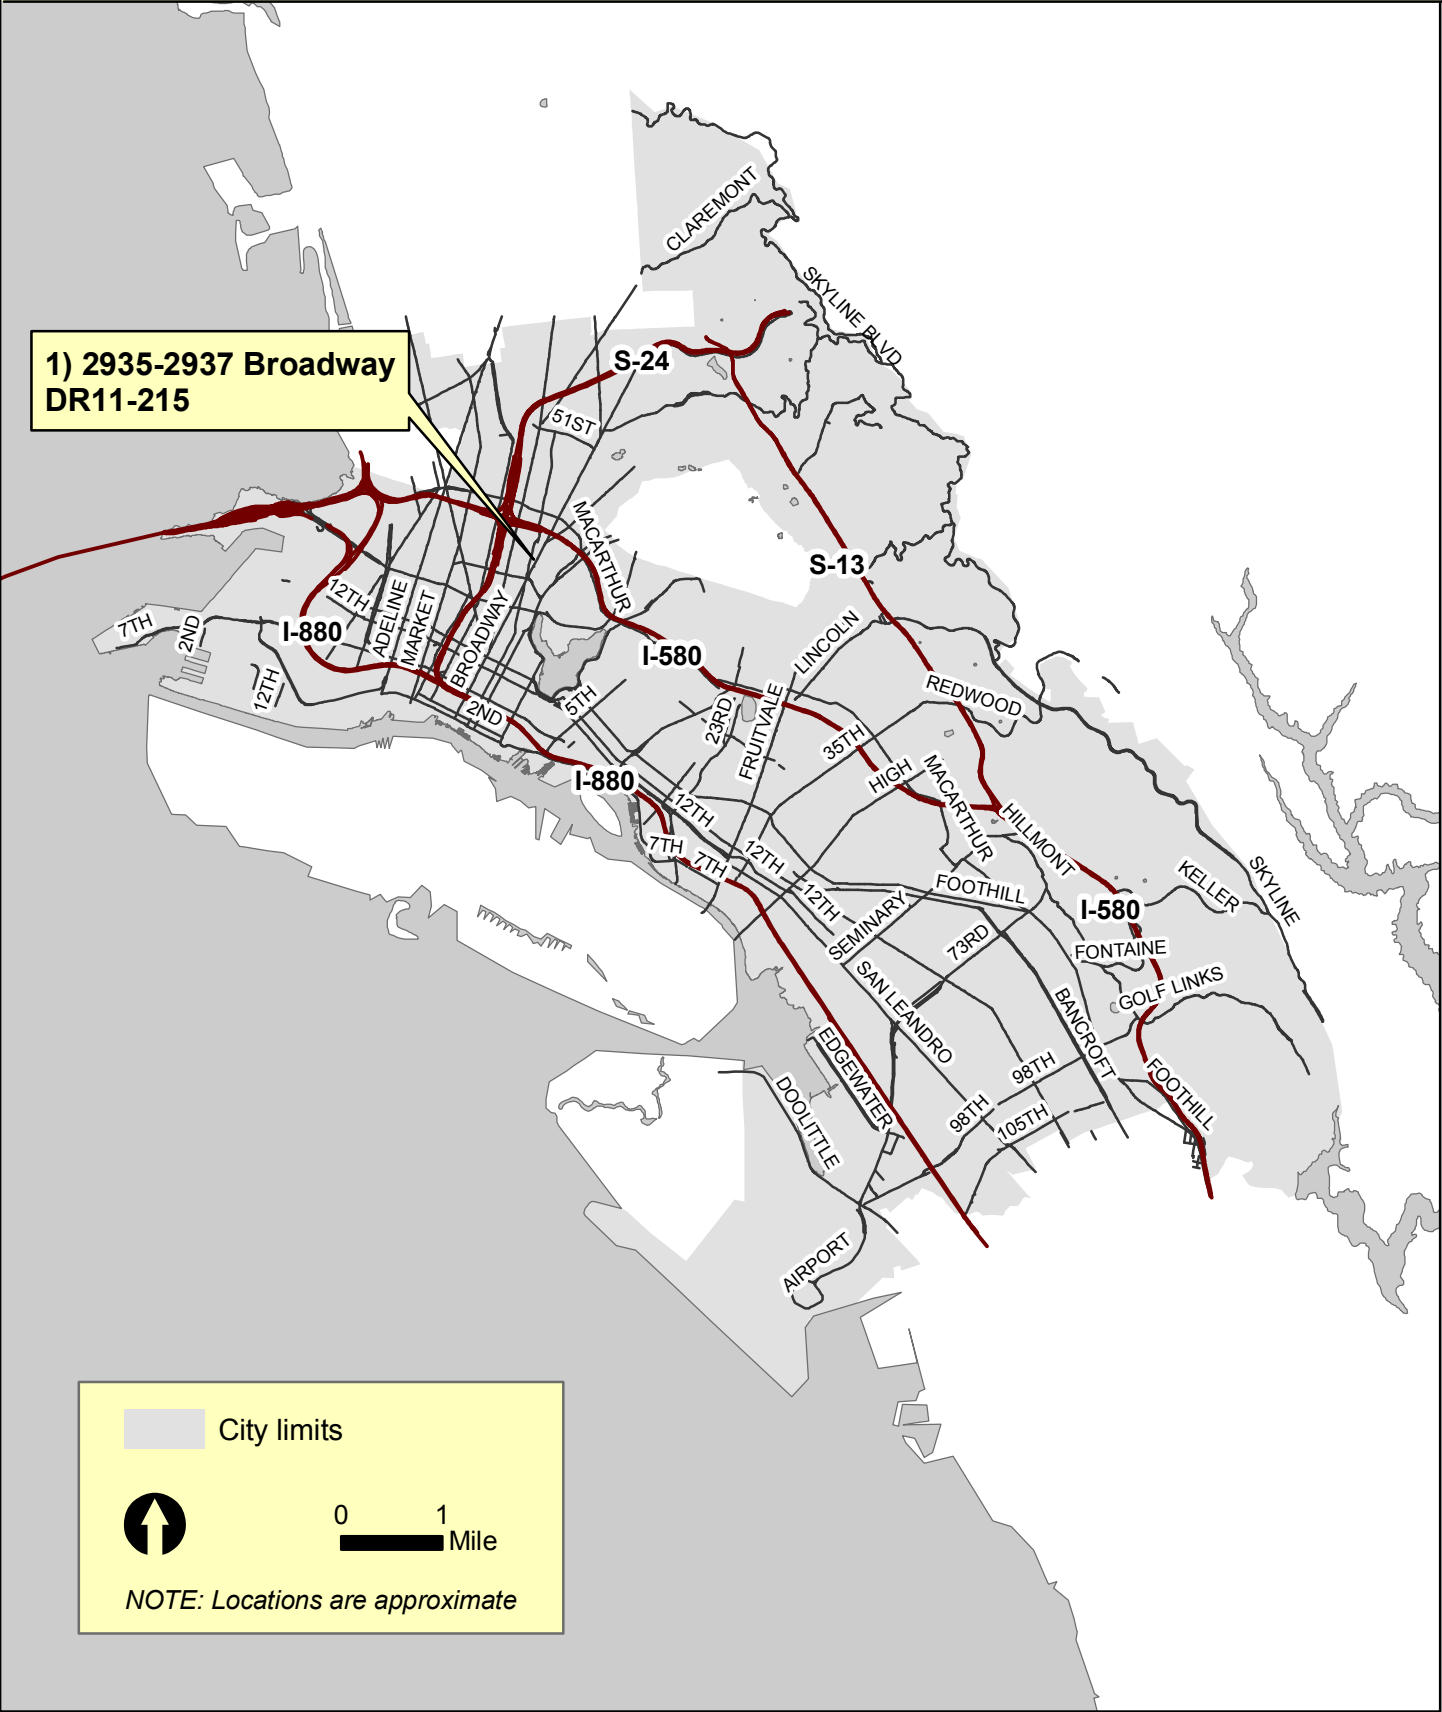 CLAREMONT
SKYLINE BLVD
1) 2935-2937 Broadway
DR11-215
S-24
51ST
MACARTHUR
S-13
12TH
ADELINE
MARKET
BROADWAY
7TH
2ND
I-880
12TH
I-580
LINCOLN
REDWOOD
2ND
5TH
23RD
FRUITVALE
35TH
HIGH
MACARTHUR
I-880
12TH
HILLMONT
7TH
7TH
12TH
12TH
FOOTHILL
KELLER
SKYLINE
I-580
SEMINARY
73RD
FONTAINE
SAN LEANDRO
GOLF LINKS
BANCROFT
EDGEWATER
98TH
FOOTHILL
DOOLITTLE
98TH
105TH
AIRPORT
City limits
0 1
Mile
NOTE: Locations are approximate